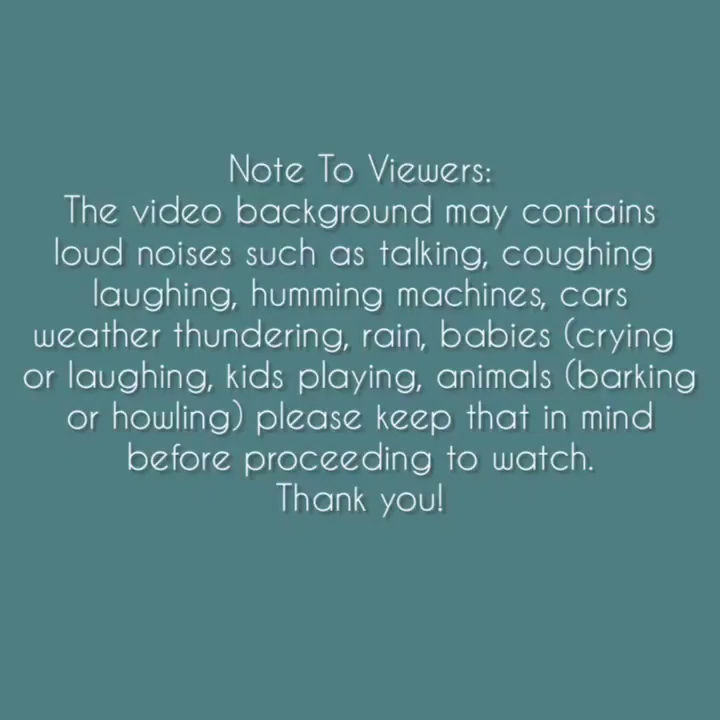 Note To Viewers:
The video background may contains
loud noises such as talking, coughing
laughing, humming machines, cars
weather thundering, rain, babies (crying
or laughing, kids playing, animals (barking
or howling) please keep that in mind
before proceeding to watch.
Thank you!